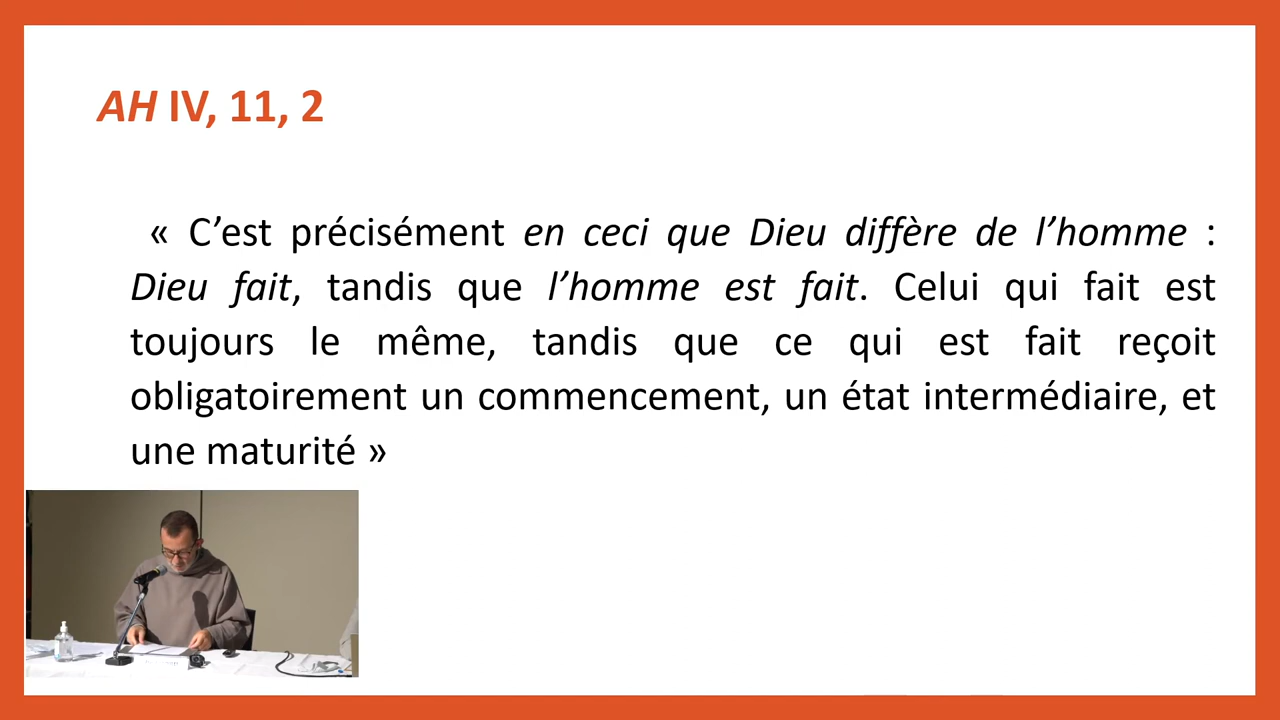 AH IV, 11, 2
« C’est précisément en ceci que Dieu diffère de l’homme :
Dieu fait, tandis que l’homme est fait. Celui qui fait est
toujours le même, tandis que ce qui est fait reçoit
obligatoirement un commencement, un état intermédiaire, et
une maturité »